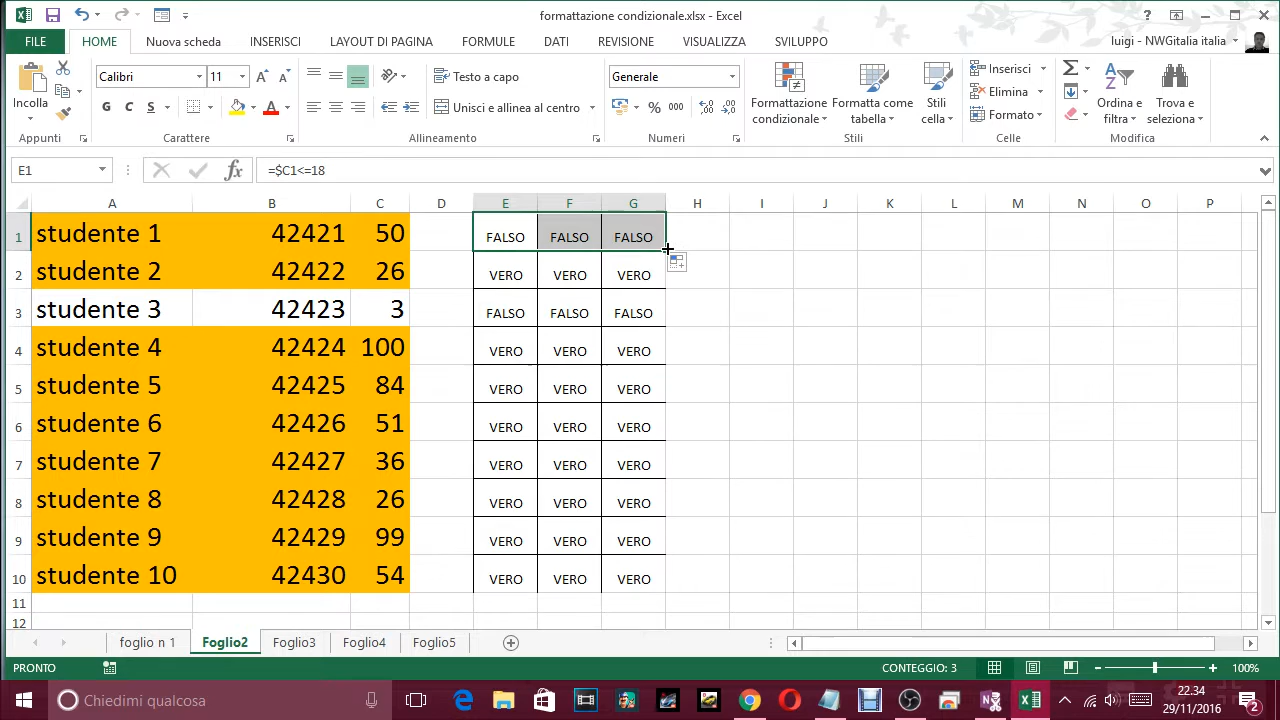 formattazione condizionale.xlsx - Excel
FILE HOME Nuova scheda INSERISCI LAYOUT DI PAGINA FORMULE DATI REVISIONE VISUALIZZA SVILUPPO luigi - NWGitalia italia
Incolla
Appunti
Calibri 11
G C S
Carattere
Testo a capo
Unisci e allinea al centro
Allineamento
Generale
% 000
Numeri
Formattazione condizionale
Formatta come tabella
Stili cella
Stili
Inserisci
Elimina
Formato
Celle
Ordina e filtra
Trova e seleziona
Modifica
E1 fx =$C1<=18
A B C D E F G H I J K L M N O P
1 studente 1 42421 50 FALSO FALSO FALSO
2 studente 2 42422 26 VERO VERO VERO
3 studente 3 42423 3 FALSO FALSO FALSO
4 studente 4 42424 100 VERO VERO VERO
5 studente 5 42425 84 VERO VERO VERO
6 studente 6 42426 51 VERO VERO VERO
7 studente 7 42427 36 VERO VERO VERO
8 studente 8 42428 26 VERO VERO VERO
9 studente 9 42429 99 VERO VERO VERO
10 studente 10 42430 54 VERO VERO VERO
11
12
foglio n 1 Foglio2 Foglio3 Foglio4 Foglio5
PRONTO CONTEGGIO: 3 100%
Chiedimi qualcosa
22.34
29/11/2016
2